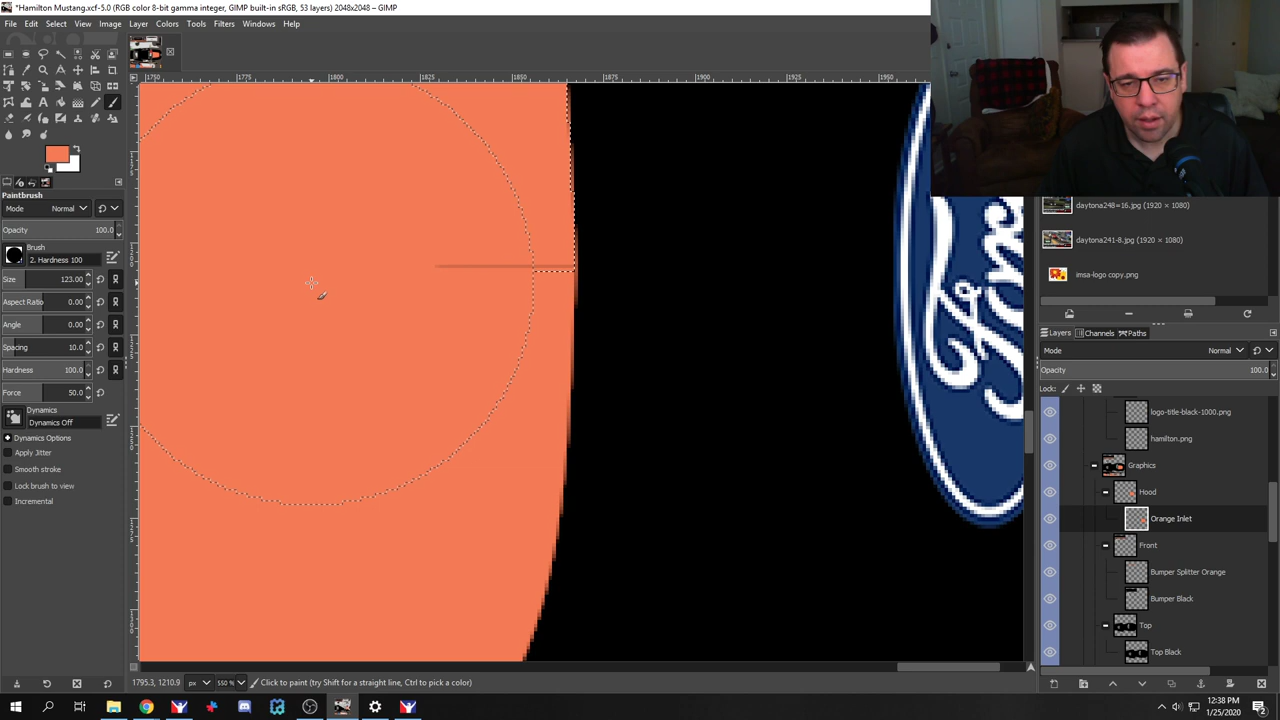 *Hamilton Mustang.xcf-5.0 (RGB color 8-bit gamma integer, GIMP built-in sRGB, 53 layers) 2048x2048 – GIMP
File Edit Select View Image Layer Colors Tools Filters Windows Help
1750 1775 1800 1825 1850 1875 1900 1925 1950
Paintbrush
Mode Normal
Opacity 100.0
Brush
2. Hardness 100
Size 123.00
Aspect Ratio 0.00
Angle 0.00
Spacing 10.0
Hardness 100.0
Force 50.0
Dynamics
Dynamics Off
Dynamics Options
Apply Jitter
Smooth stroke
Lock brush to view
Incremental
daytona248=16.jpg (1920 × 1080)
daytona241-8.jpg (1920 × 1080)
imsa-logo copy.png
Layers Channels Paths
Mode Normal
Opacity 100.0
Lock:
logo-title-black-1000.png
hamilton.png
Graphics
Hood
Orange Inlet
Front
Bumper Splitter Orange
Bumper Black
Top
Top Black
1795.3, 1210.9 px 550 % Click to paint (try Shift for a straight line, Ctrl to pick a color)
12:38 PM
1/25/2020